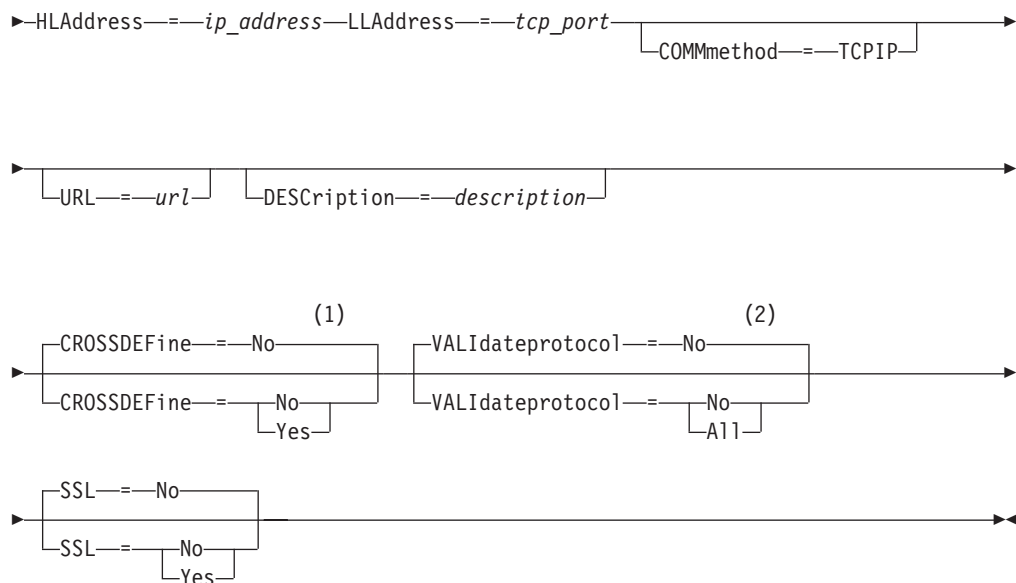 HLAddress = ip_address LLAddress = tcp_port
COMMmethod = TCPIP
URL = url DESCription = description
(1) (2)
CROSSDEFine = No VALIdateprotocol = No
CROSSDEFine = No VALIdateprotocol = No
Yes All
SSL = No
SSL = No
Yes